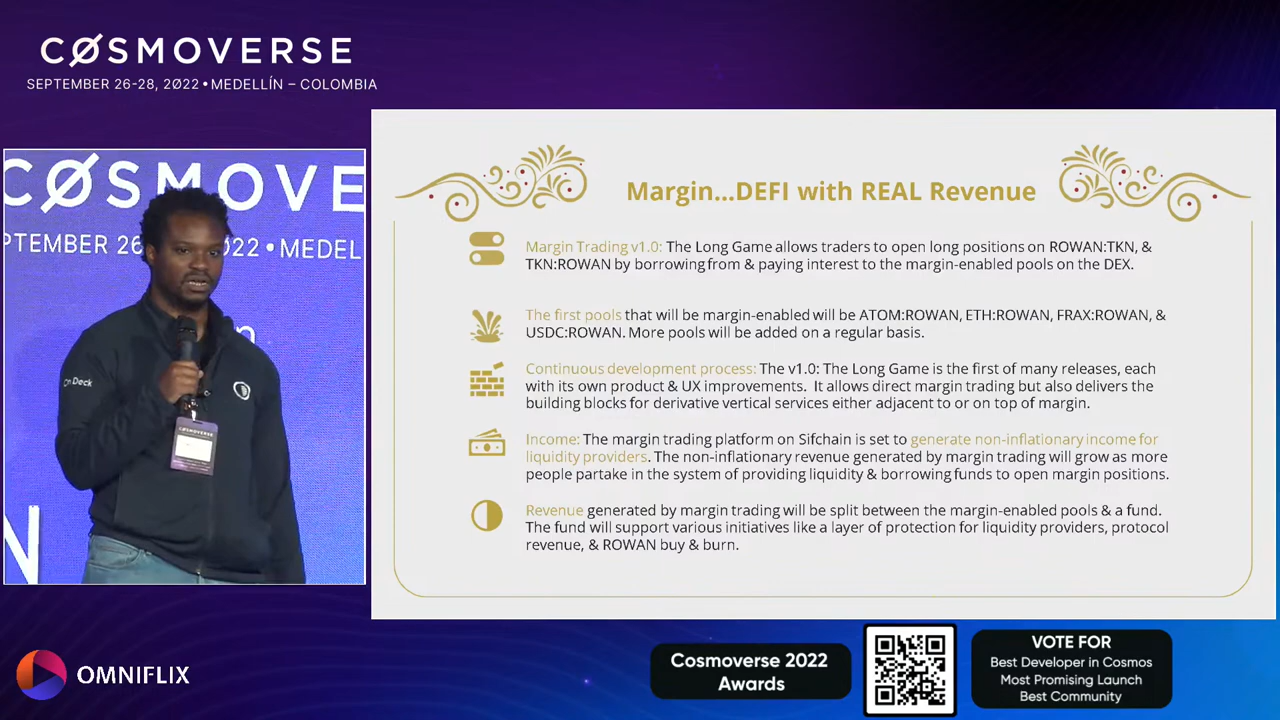 CØSMOVERSE
SEPTEMBER 26-28, 2022 • MEDELLÍN – COLOMBIA
CØSMOVE
PTEMBER 26
2022 • MEDEL
n
On Deck
COSMOVERSE
N
Margin...DEFI with REAL Revenue
Margin Trading v1.0: The Long Game allows traders to open long positions on ROWAN:TKN, &
TKN:ROWAN by borrowing from & paying interest to the margin-enabled pools on the DEX.
The first pools that will be margin-enabled will be ATOM:ROWAN, ETH:ROWAN, FRAX:ROWAN, &
USDC:ROWAN. More pools will be added on a regular basis.
Continuous development process: The v1.0: The Long Game is the first of many releases, each
with its own product & UX improvements. It allows direct margin trading but also delivers the
building blocks for derivative vertical services either adjacent to or on top of margin.
Income: The margin trading platform on Sifchain is set to generate non-inflationary income for
liquidity providers. The non-inflationary revenue generated by margin trading will grow as more
people partake in the system of providing liquidity & borrowing funds to open margin positions.
Revenue generated by margin trading will be split between the margin-enabled pools & a fund.
The fund will support various initiatives like a layer of protection for liquidity providers, protocol
revenue, & ROWAN buy & burn.
OMNIFLIX
Cosmoverse 2022
Awards
VOTE FOR
Best Developer in Cosmos
Most Promising Launch
Best Community